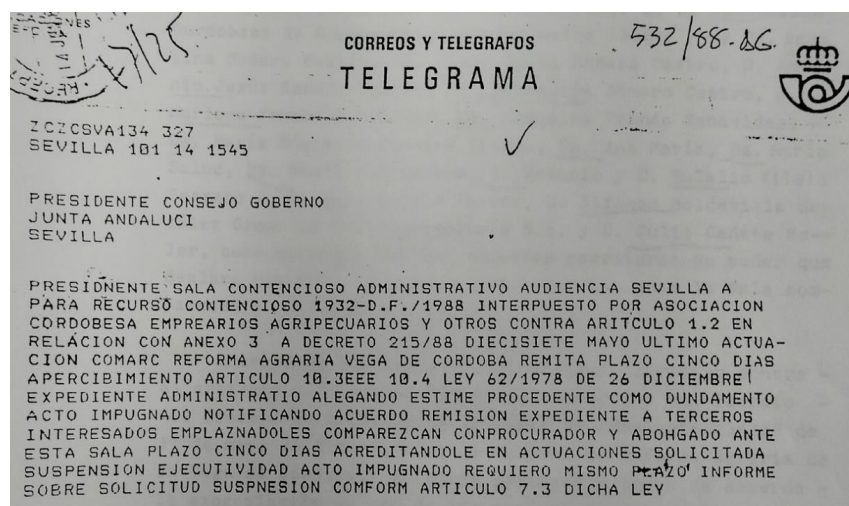 532/88-AG.
77/25
CORREOS Y TELEGRAFOS
TELEGRAMA
ZCZCSVA134 327
SEVILLA 101 14 1545
PRESIDENTE CONSEJO GOBERNO
JUNTA ANDALUCI
SEVILLA
PRESIDNENTE SALA CONTENCIOSO ADMINISTRATIVO AUDIENCIA SEVILLA A
PARA RECURSO CONTENCIOSO 1932-D.F./1988 INTERPUESTO POR ASOCIACION
CORDOBESA EMPREARIOS AGRIPECUARIOS Y OTROS CONTRA ARITCULO 1.2 EN
RELACION CON ANEXO 3 A DECRETO 215/88 DIECISIETE MAYO ULTIMO ACTUA-
CION COMARC REFORMA AGRARIA VEGA DE CORDOBA REMITA PLAZO CINCO DIAS
APERCIBIMIENTO ARTICULO 10.3EEE 10.4 LEY 62/1978 DE 26 DICIEMBRE
EXPEDIENTE ADMINISTRATIO ALEGANDO ESTIME PROCEDENTE COMO DUNDAMENTO
ACTO IMPUGNADO NOTIFICANDO ACUERDO REMISION EXPEDIENTE A TERCEROS
INTERESADOS EMPLAZNADOLES COMPAREZCAN CONPROCURADOR Y ABOHGADO ANTE
ESTA SALA PLAZO CINCO DIAS ACREDITANDOLE EN ACTUACIONES SOLICITADA
SUSPENSION EJECUTIVIDAD ACTO IMPUGNADO REQUIERO MISMO PLAZO INFORME
SOBRE SOLICITUD SUSPNESION COMFORM ARTICULO 7.3 DICHA LEY